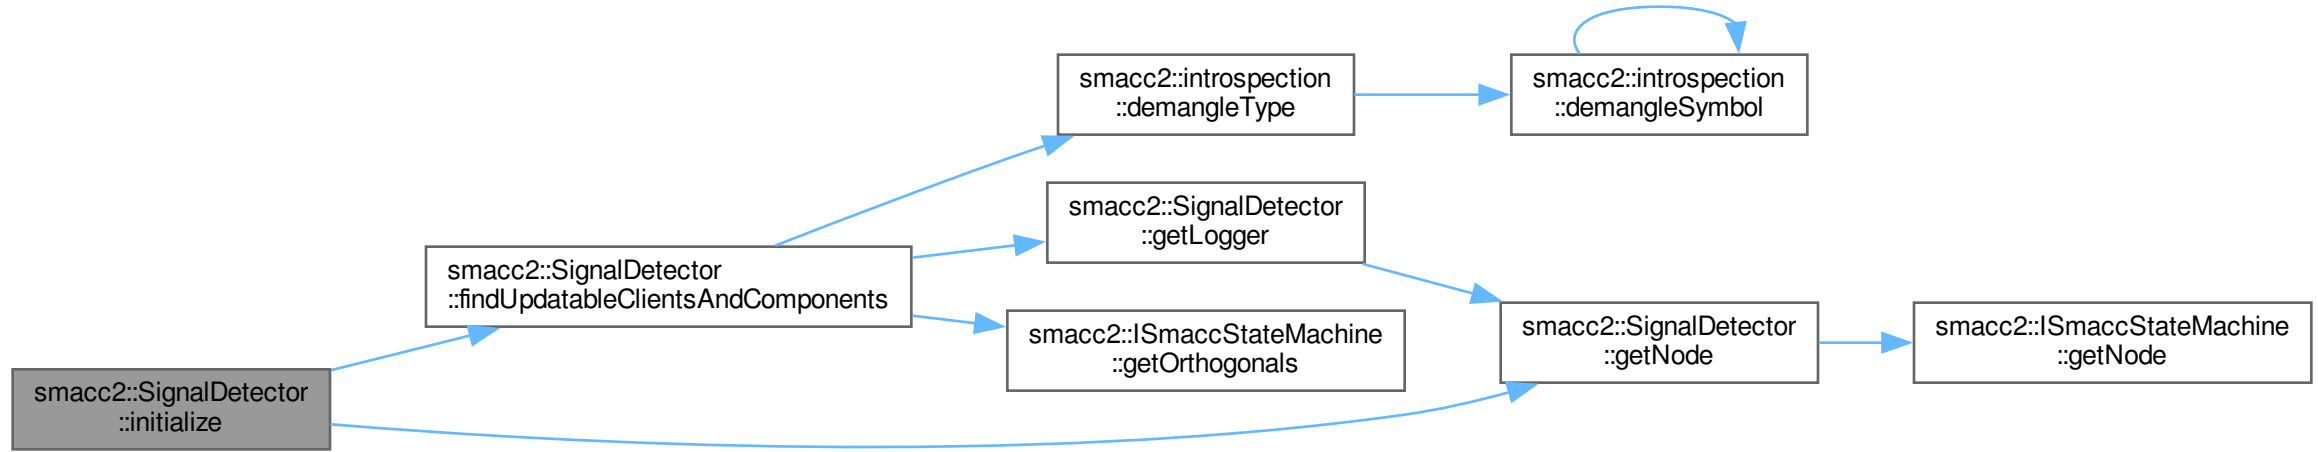 smacc2::introspection
::demangleType
smacc2::introspection
::demangleSymbol
smacc2::SignalDetector
::getLogger
smacc2::SignalDetector
::findUpdatableClientsAndComponents
smacc2::ISmaccStateMachine
::getOrthogonals
smacc2::SignalDetector
::getNode
smacc2::ISmaccStateMachine
::getNode
smacc2::SignalDetector
::initialize